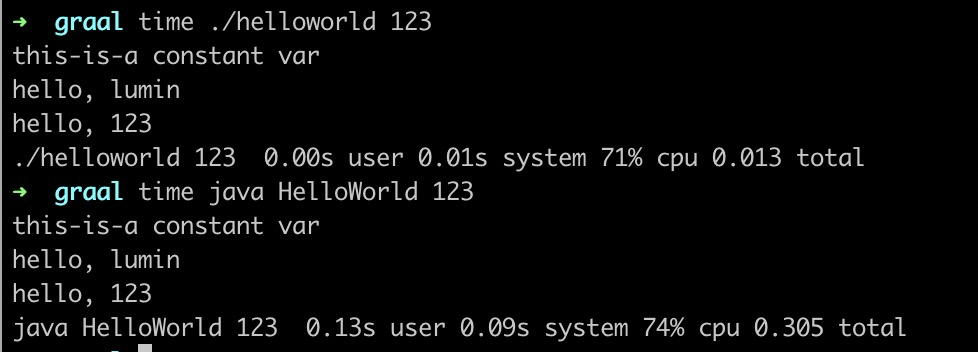 → graal time ./helloworld 123
this-is-a constant var
hello, lumin
hello, 123
./helloworld 123  0.00s user 0.01s system 71% cpu 0.013 total
→ graal time java HelloWorld 123
this-is-a constant var
hello, lumin
hello, 123
java HelloWorld 123  0.13s user 0.09s system 74% cpu 0.305 total